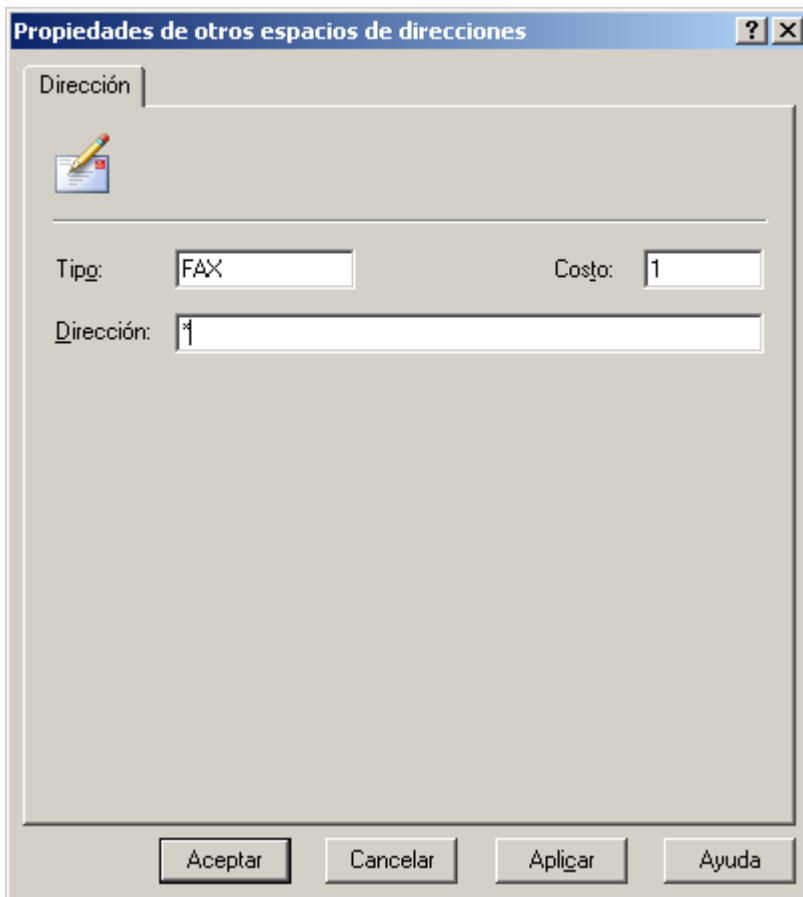 Propiedades de otros espacios de direcciones
Dirección
Tipo: FAX Costo: 1
Dirección: *
Aceptar Cancelar Aplicar Ayuda